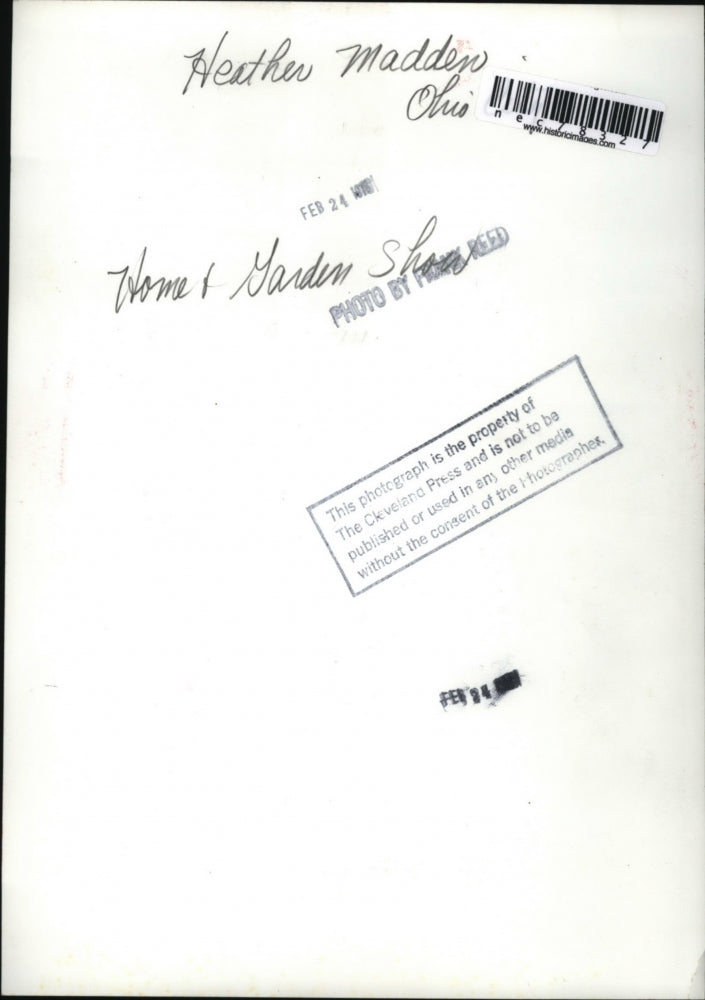 Heather Madden
Ohio
nec78327
www.historicimages.com
FEB 24
Home & Garden Show
PHOTO BY FRANK REED
This photograph is the property of
The Cleveland Press and is not to be
published or used in any other media
without the consent of the Photographer.
FEB 24